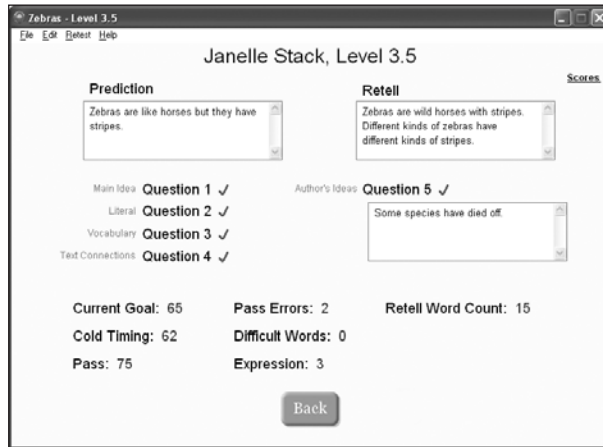 Zebras - Level 3.5
File Edit Retest Help
Janelle Stack, Level 3.5
Scores
Prediction
Zebras are like horses but they have
stripes.
Retell
Zebras are wild horses with stripes.
Different kinds of zebras have
different kinds of stripes.
Main Idea Question 1 ✓
Literal Question 2 ✓
Vocabulary Question 3 ✓
Text Connections Question 4 ✓
Author's Ideas Question 5 ✓
Some species have died off.
Current Goal: 65 Pass Errors: 2 Retell Word Count: 15
Cold Timing: 62 Difficult Words: 0
Pass: 75 Expression: 3
Back